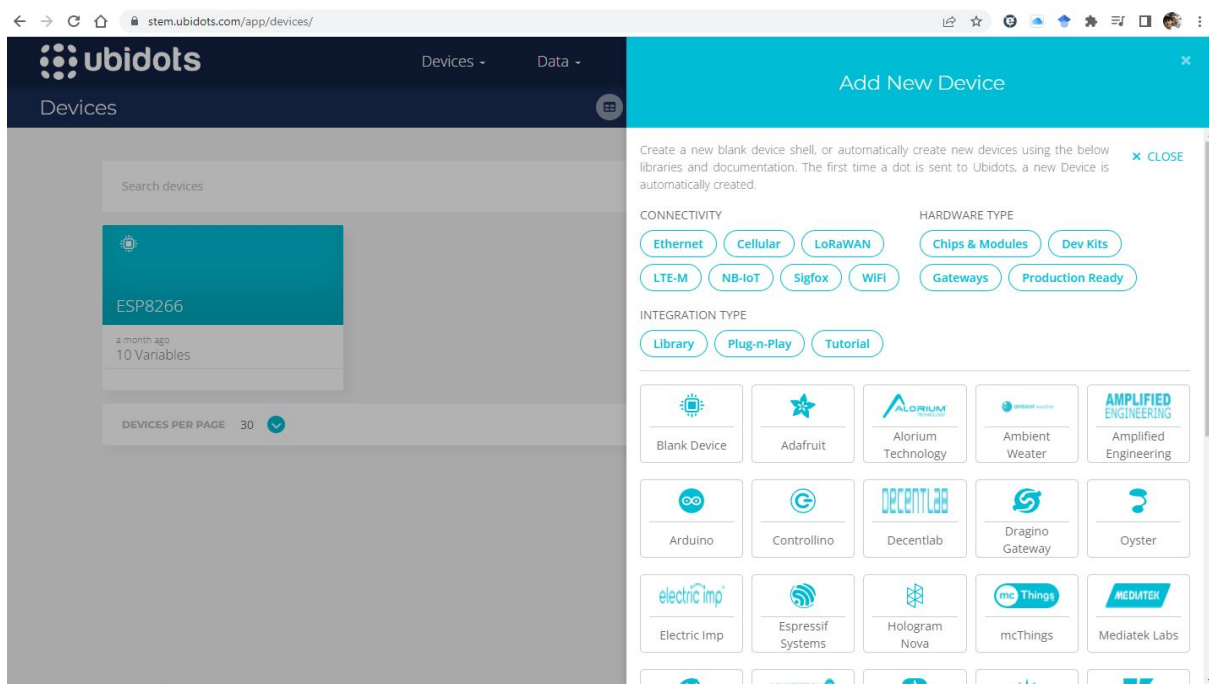 stem.ubidots.com/app/devices/
ubidots
Devices
Data
Devices
Search devices
ESP8266
a month ago
10 Variables
DEVICES PER PAGE 30
Add New Device
Create a new blank device shell, or automatically create new devices using the below
libraries and documentation. The first time a dot is sent to Ubidots, a new Device is
automatically created.
× CLOSE
CONNECTIVITY
Ethernet Cellular LoRaWAN
LTE-M NB-IoT Sigfox WiFi
HARDWARE TYPE
Chips & Modules Dev Kits
Gateways Production Ready
INTEGRATION TYPE
Library Plug-n-Play Tutorial
Blank Device
Adafruit
ALORIUM
Alorium
Technology
ambient weather
Ambient
Weater
AMPLIFIED
ENGINEERING
Amplified
Engineering
Arduino
Controllino
DECENTLAB
Decentlab
Dragino
Gateway
Oyster
electric imp
Electric Imp
Espressif
Systems
Hologram
Nova
mc Things
mcThings
MEDIATEK
Mediatek Labs